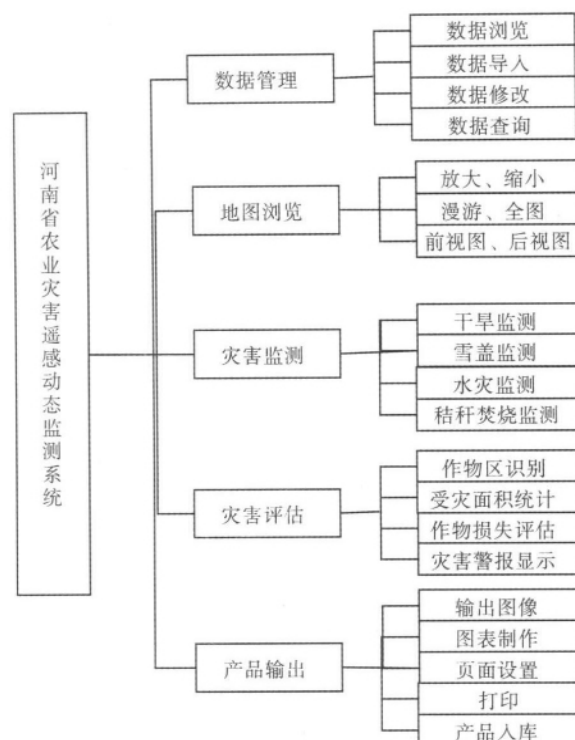 河南省农业灾害遥感动态监测系统
数据管理
数据浏览
数据导入
数据修改
数据查询
地图浏览
放大、缩小
漫游、全图
前视图、后视图
灾害监测
干旱监测
雪盖监测
水灾监测
秸秆焚烧监测
灾害评估
作物区识别
受灾面积统计
作物损失评估
灾害警报显示
产品输出
输出图像
图表制作
页面设置
打印
产品入库